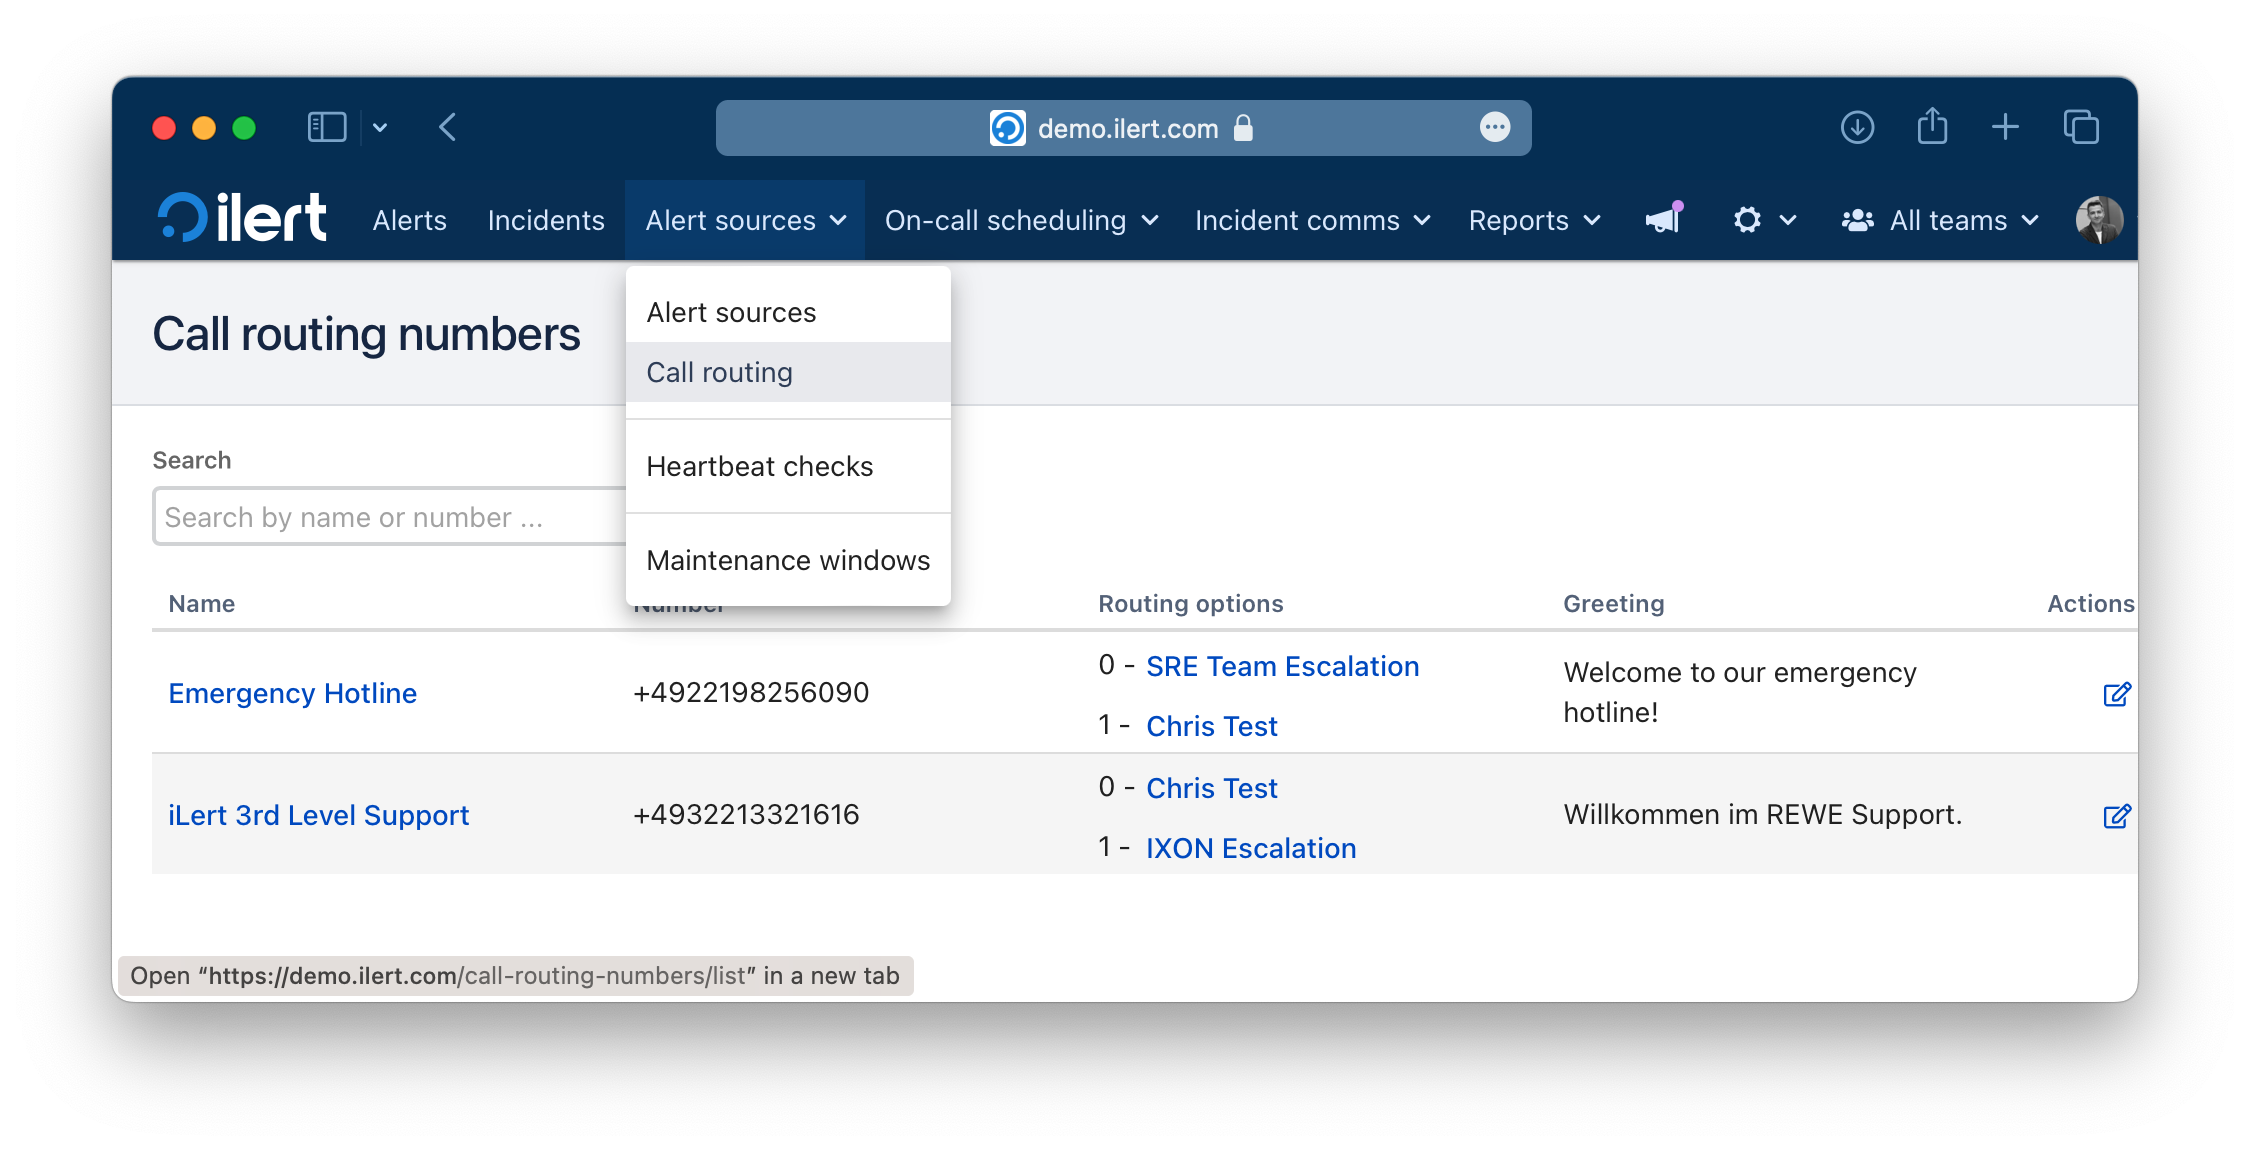 demo.ilert.com
ilert Alerts Incidents Alert sources On-call scheduling Incident comms Reports All teams
Call routing numbers
Alert sources
Call routing
Heartbeat checks
Maintenance windows
Search
Search by name or number ...
Name Number Routing options Greeting Actions
Emergency Hotline +4922198256090 0 - SRE Team Escalation
1 - Chris Test
Welcome to our emergency
hotline!
iLert 3rd Level Support +4932213321616 0 - Chris Test
1 - IXON Escalation
Willkommen im REWE Support.
Open “https://demo.ilert.com/call-routing-numbers/list” in a new tab